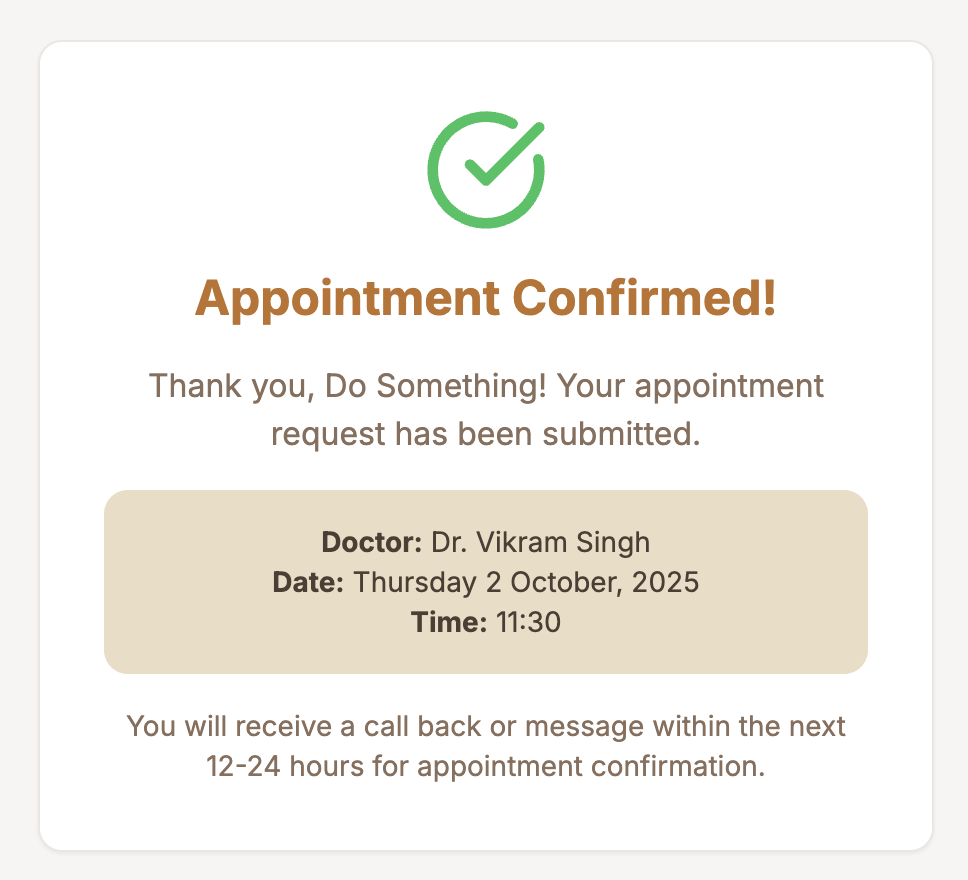 Appointment Confirmed!
Thank you, Do Something! Your appointment
request has been submitted.
Doctor: Dr. Vikram Singh
Date: Thursday 2 October, 2025
Time: 11:30
You will receive a call back or message within the next
12-24 hours for appointment confirmation.